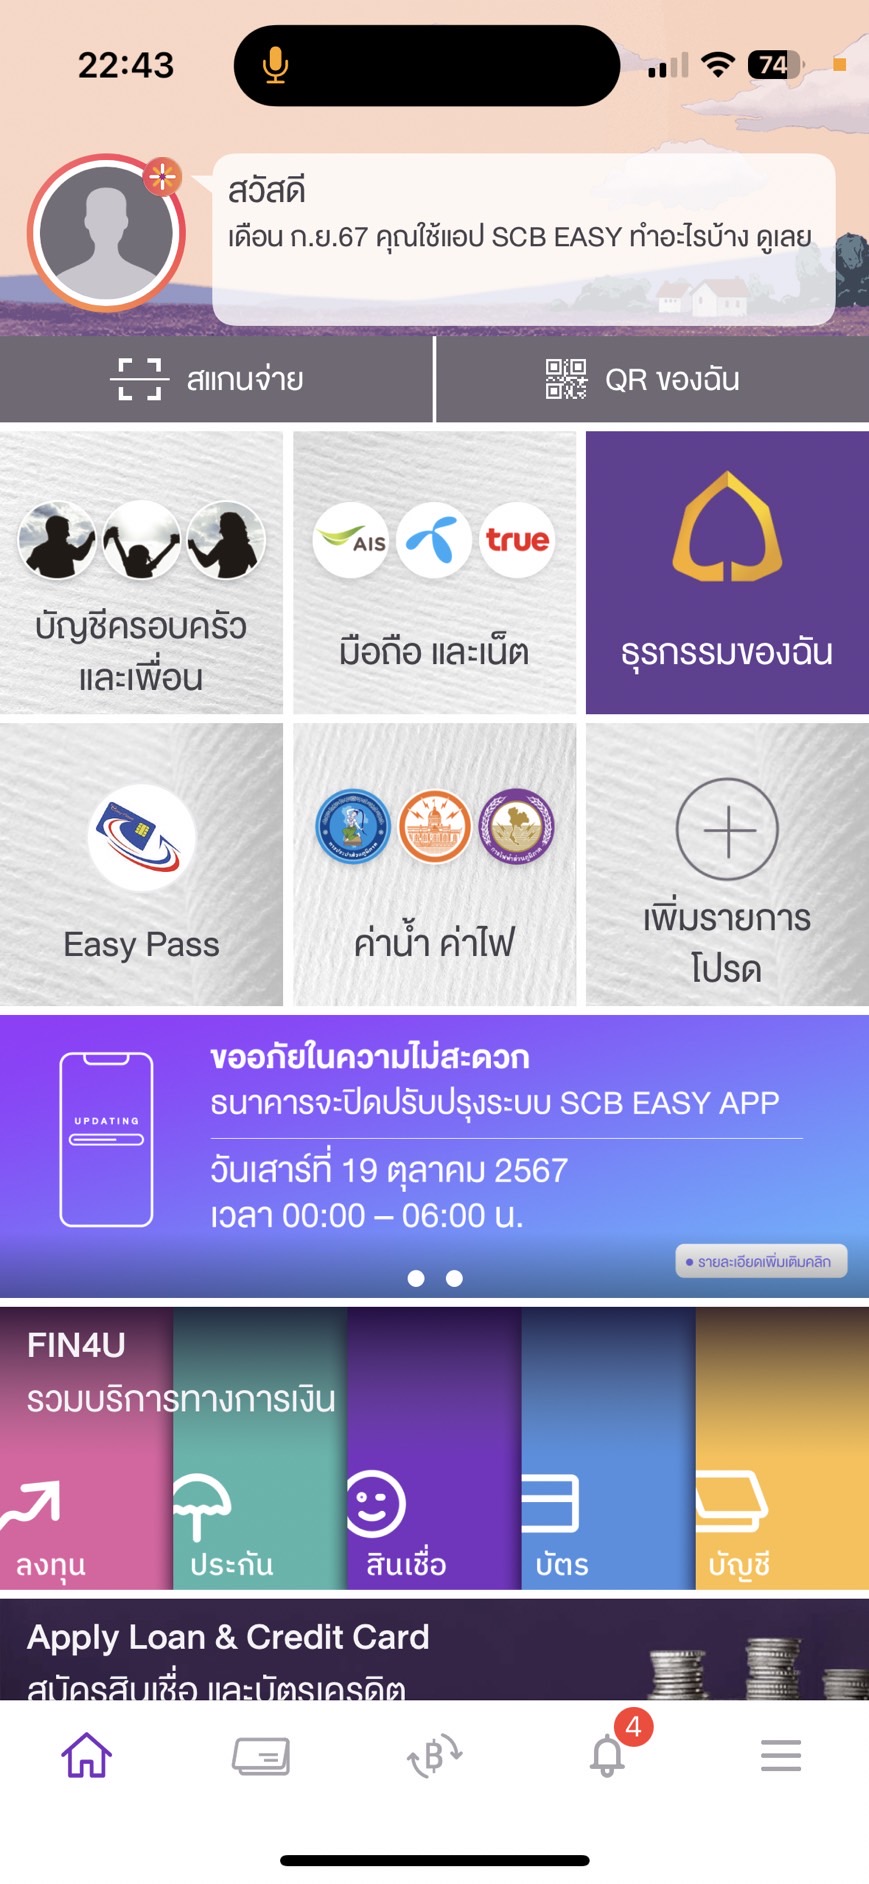 22:43
74
สวัสดี
เดือน ก.ย.67 คุณใช้แอป SCB EASY ทำอะไรบ้าง ดูเลย
สแกนจ่าย
QR ของฉัน
AIS
true
บัญชีครอบครัว
และเพื่อน
มือถือ และเน็ต
ธุรกรรมของฉัน
Easy Pass
ค่าน้ำ ค่าไฟ
เพิ่มรายการ
โปรด
UPDATING
ขออภัยในความไม่สะดวก
ธนาคารจะปิดปรับปรุงระบบ SCB EASY APP
วันเสาร์ที่ 19 ตุลาคม 2567
เวลา 00:00 – 06:00 น.
รายละเอียดเพิ่มเติมคลิก
FIN4U
รวมบริการทางการเงิน
ลงทุน
ประกัน
สินเชื่อ
บัตร
บัญชี
Apply Loan & Credit Card
สมัครสินเชื่อ และบัตรเครดิต
4